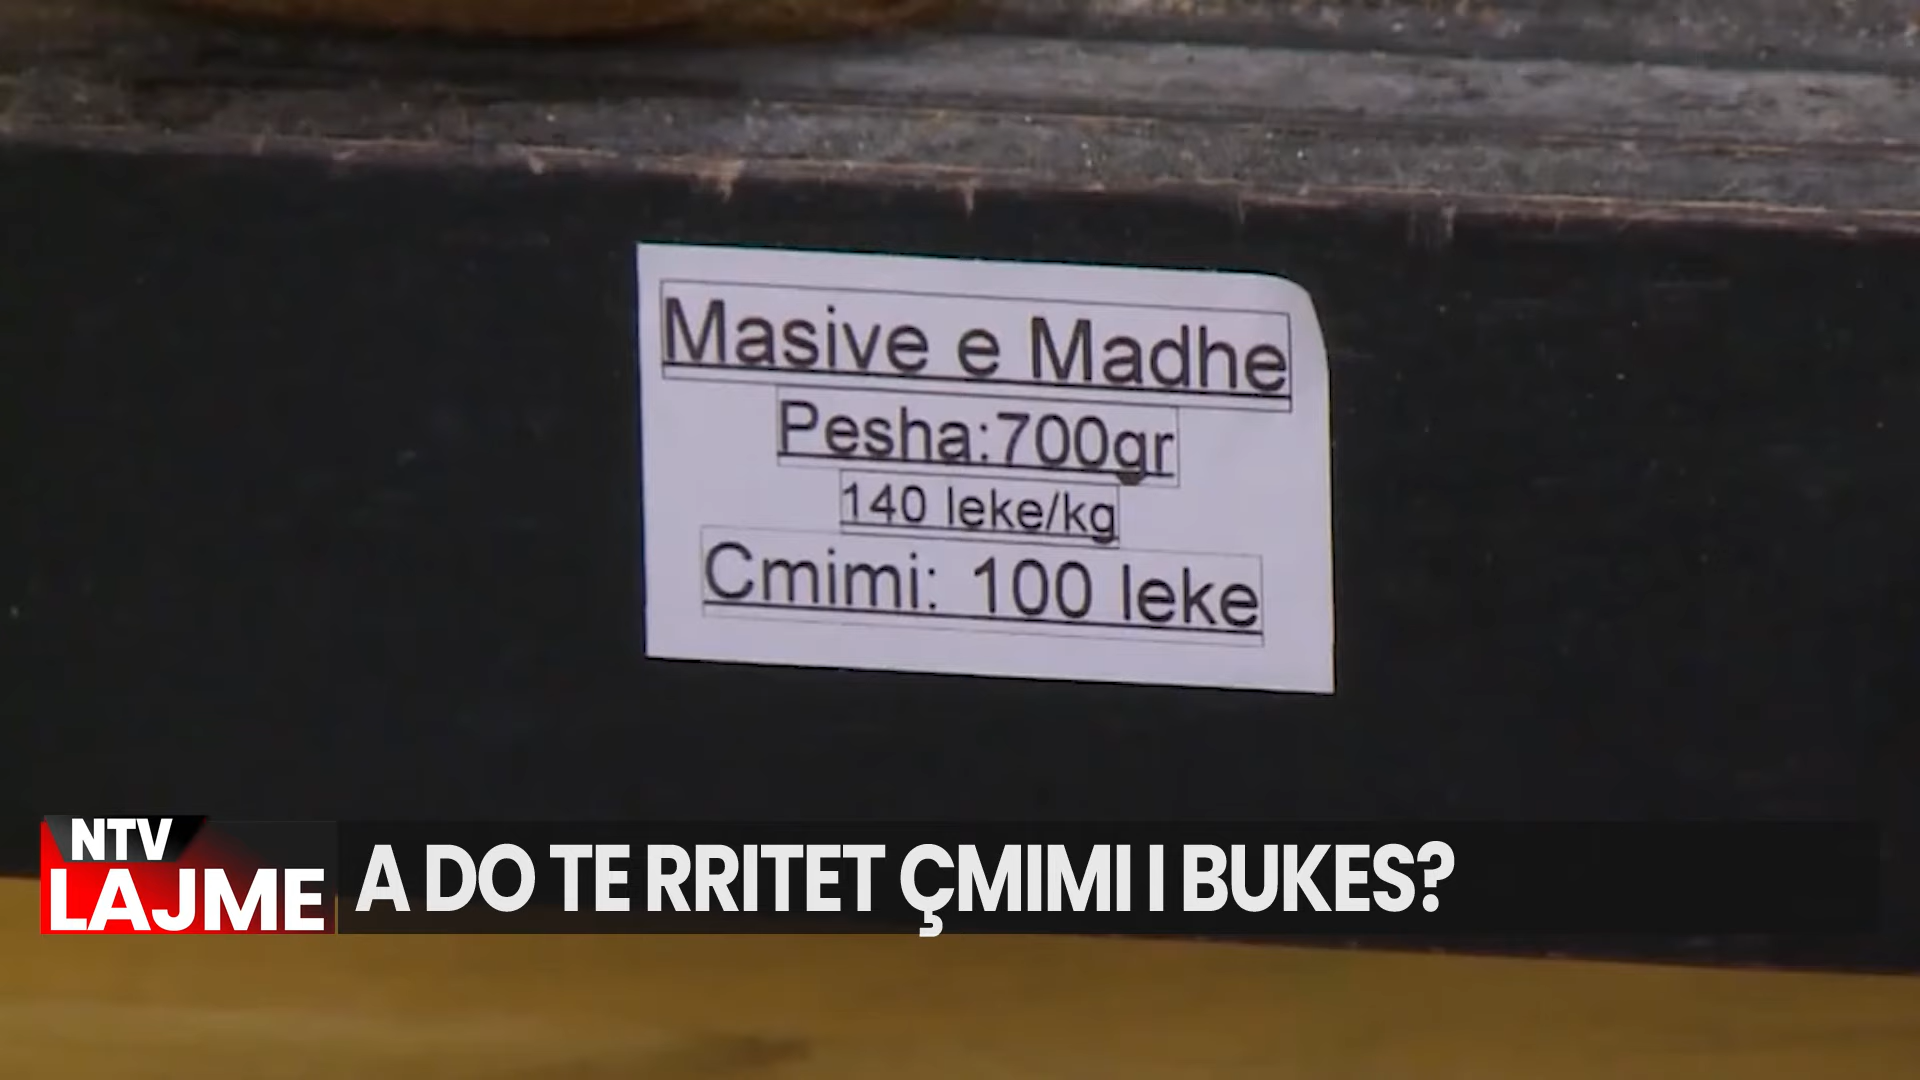 Masive e Madhe
Pesha:700gr
140 leke/kg
Cmimi: 100 leke
NTV
LAJME
A DO TE RRITET ÇMIMI I BUKES?